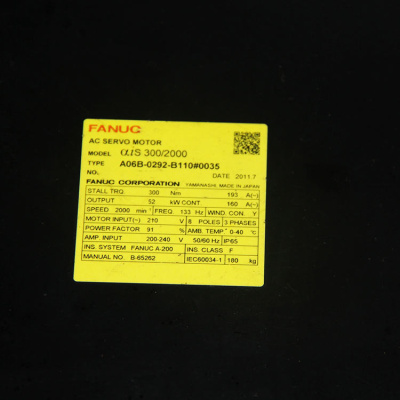 FANUC
AC SERVO MOTOR
MODEL αiS 300/2000
TYPE A06B-0292-B110#0035
NO. DATE 2011.7
FANUC CORPORATION YAMANASHI, MADE IN JAPAN
STALL TRQ. 300 Nm 193 A(~)
OUTPUT 52 kW CONT. 160 A(~)
SPEED 2000 min⁻¹ FREQ. 133 Hz WIND. CON. Y
MOTOR INPUT(~) 210 V 8 POLES 3 PHASES
POWER FACTOR 91 % AMB. TEMP. 0-40 °C
AMP. INPUT 200-240 V 50/60 Hz IP65
INS. SYSTEM FANUC A-200 INS. CLASS F
MANUAL NO. B-65262 IEC60034-1 180 kg